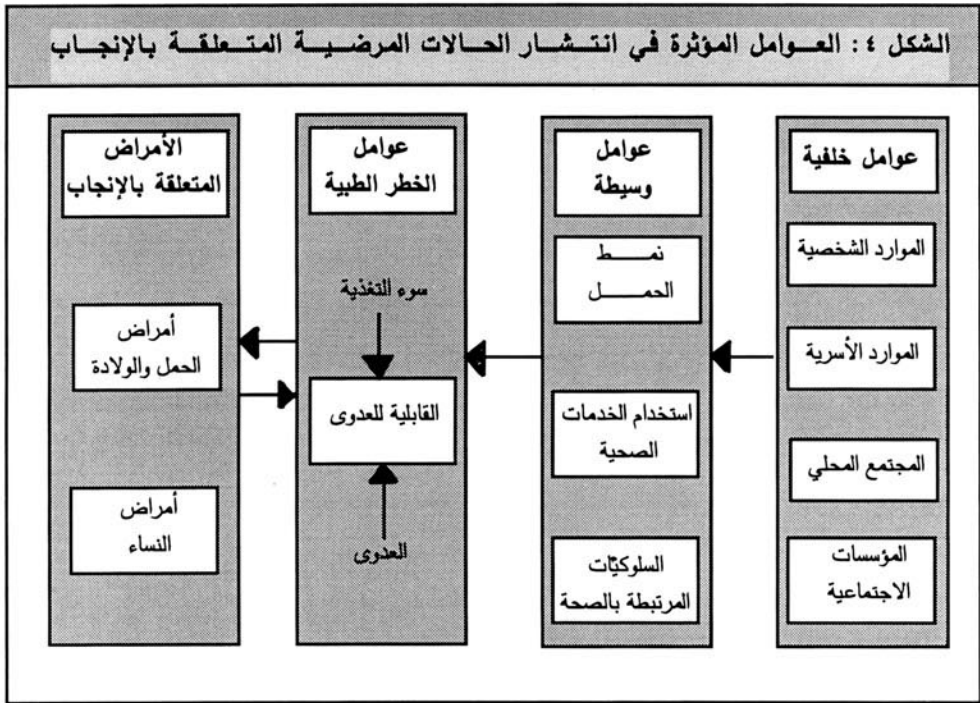 الشكل ٤: العوامل المؤثرة في انتشار الحالات المرضية المتعلقة بالإنجاب
عوامل خلفية
الموارد الشخصية
الموارد الأسرية
المجتمع المحلي
المؤسسات
الاجتماعية
عوامل
وسيطة
نمط
الحمل
استخدام الخدمات
الصحية
السلوكيّات
المرتبطة بالصحة
عوامل
الخطر الطبية
سوء التغذية
القابلية للعدوى
العدوى
الأمراض
المتعلقة بالإنجاب
أمراض
الحمل والولادة
أمراض
النساء